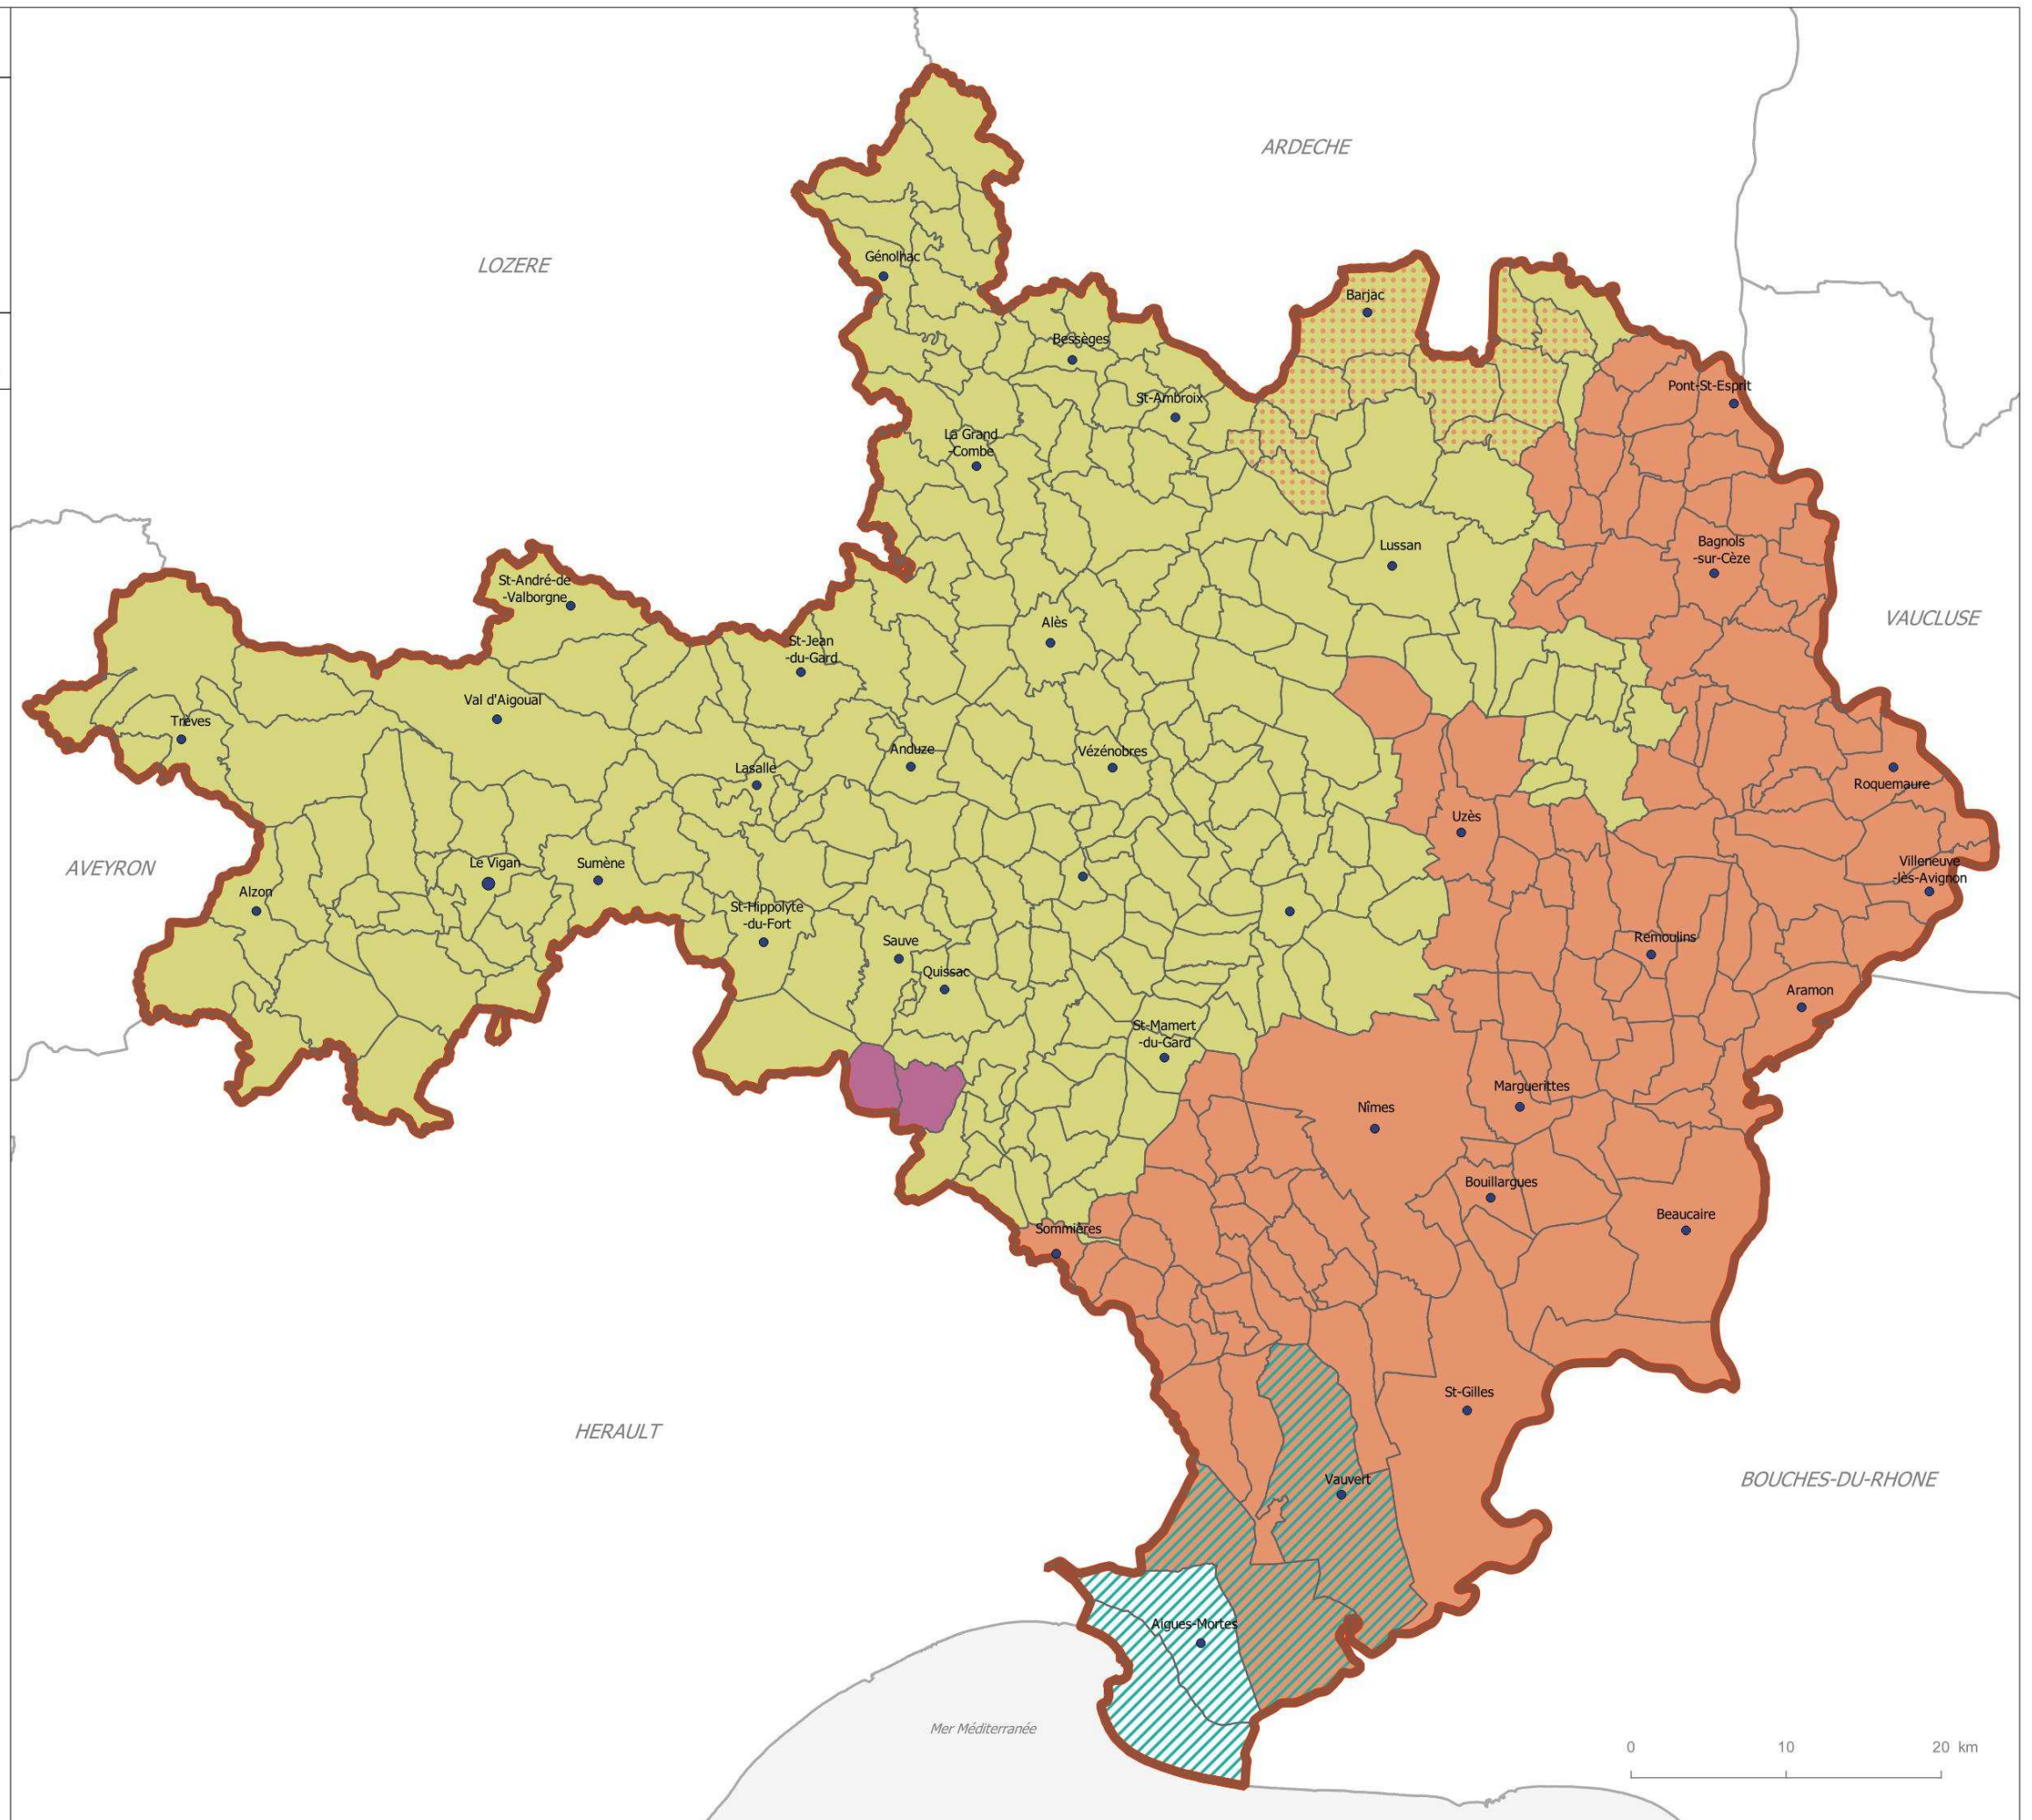 ARDECHE
Génolhac
LOZERE
Barjac
Bessèges
Pont-St-Esprit
St-Ambroix
La Grand
-Combe
Bagnols
-sur-Cèze
Lussan
St-André-de
-Valborgne
VAUCLUSE
Alès
St-Jean
-du-Gard
Val d'Aigoual
Trèves
Anduze
Vézénobres
Lasalle
Roquemaure
Uzès
AVEYRON
Le Vigan
Sumène
Villeneuve
-lès-Avignon
Alzon
St-Hippolyte
-du-Fort
Sauve
Remoulins
Quissac
Aramon
St-Mamert
-du-Gard
Marguerittes
Nîmes
Bouillargues
Beaucaire
Sommières
St-Gilles
HERAULT
Vauvert
BOUCHES-DU-RHONE
Aigues-Mortes
Mer Méditerranée
0 10 20 km